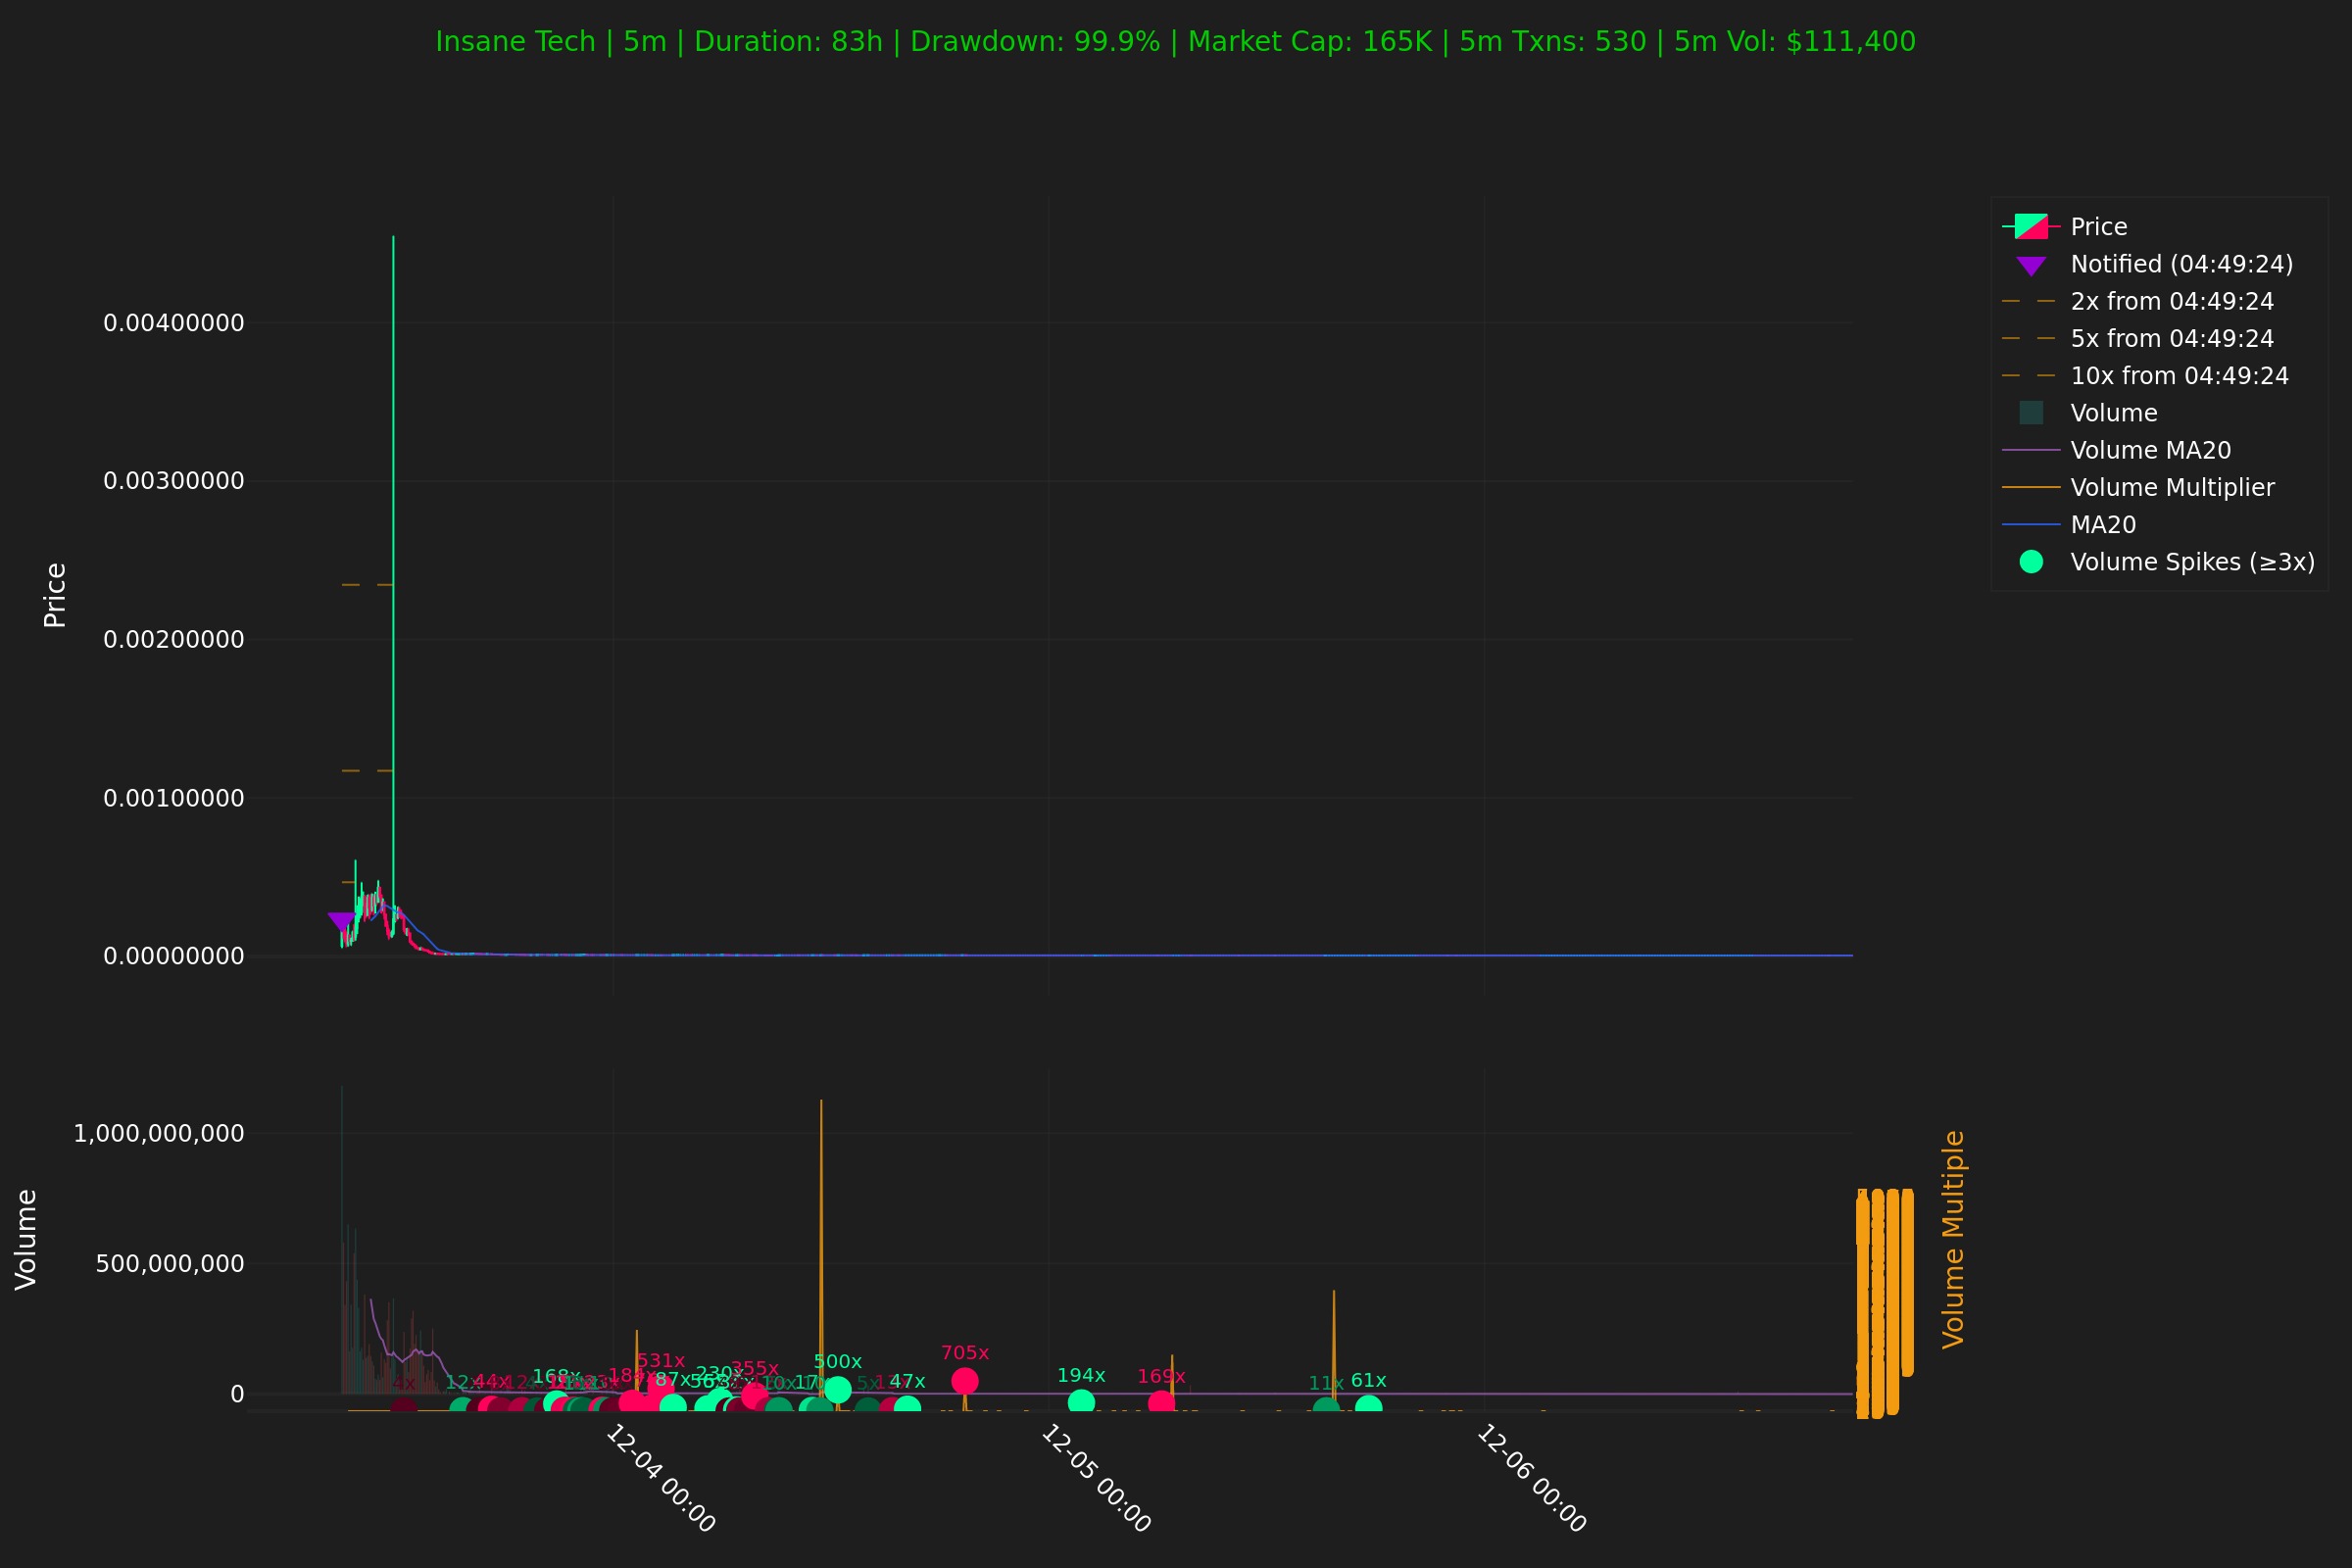 Insane Tech | 5m | Duration: 83h | Drawdown: 99.9% | Market Cap: 165K | 5m Txns: 530 | 5m Vol: $111,400
Price
0.00400000
0.00300000
0.00200000
0.00100000
0.00000000
Price
Notified (04:49:24)
2x from 04:49:24
5x from 04:49:24
10x from 04:49:24
Volume
Volume MA20
Volume Multiplier
MA20
Volume Spikes (≥3x)
Volume
1,000,000,000
500,000,000
0
4x
44x
168x
531x
87x
230x
355x
500x
5x
47x
705x
194x
169x
11x
61x
Volume Multiple
12-04 00:00
12-05 00:00
12-06 00:00